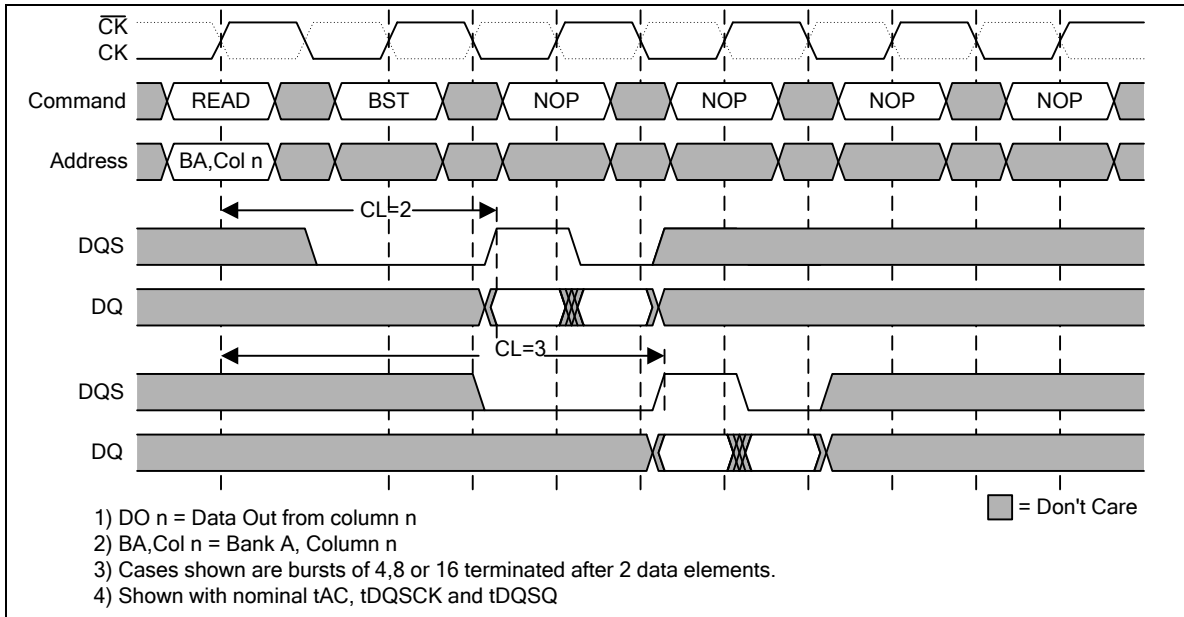 CK
CK
Command READ BST NOP NOP NOP NOP
Address BA,Col n
CL=2
DQS
DQ
CL=3
DQS
DQ
= Don't Care
1) DO n = Data Out from column n
2) BA,Col n = Bank A, Column n
3) Cases shown are bursts of 4,8 or 16 terminated after 2 data elements.
4) Shown with nominal tAC, tDQSCK and tDQSQ